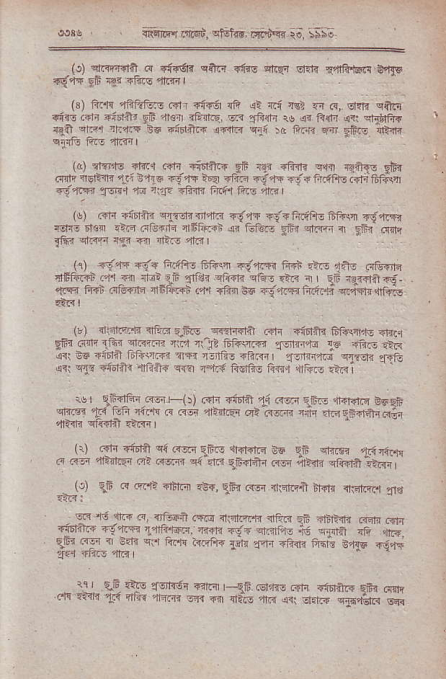 ৩৩৪৬ বাংলাদেশ গেজেট, অতিরিক্ত, সেপ্টেম্বর ২৩, ১৯৯৩
(৩) আবেদনকারী যে কর্মকর্তার অধীনে কর্মরত আছেন তাহার সুপারিশক্রমে উপযুক্ত
কর্তৃপক্ষ ছুটি মঞ্জুর করিতে পারেন।
(৪) বিশেষ পরিস্থিতিতে কোন কর্মকর্তা যদি এই মর্মে সন্তুষ্ট হন যে, তাহার অধীনে
কর্মরত কোন কর্মচারীর ছুটি পাওনা রহিয়াছে, তবে প্রবিধান ২৬ এর বিধান এবং আনুষ্ঠানিক
মঞ্জুরী আদেশ সাপেক্ষে উক্ত কর্মচারীকে একবারে অনূর্ধ ১৫ দিনের জন্য ছুটিতে যাইবার
অনুমতি দিতে পারেন।
(৫) স্বাস্থ্যগত কারণে কোন কর্মচারীকে ছুটি মঞ্জুর করিবার অথবা মঞ্জুরীকৃত ছুটির
মেয়াদ বাড়াইবার পূর্বে উপযুক্ত কর্তৃপক্ষ ইচ্ছা করিলে কর্তৃপক্ষ কর্তৃক নির্দেশিত কোন চিকিৎসা
কর্তৃপক্ষের প্রত্যয়ণ পত্র সংগ্রহ করিবার নির্দেশ দিতে পারে।
(৬) কোন কর্মচারীর অসুস্থতার ব্যাপারে কর্তৃপক্ষ কর্তৃক নির্দেশিত চিকিৎসা কর্তৃপক্ষের
মতামত চাওয়া হইলে মেডিক্যাল সার্টিফিকেট এর ভিত্তিতে ছুটির আবেদন বা ছুটির মেয়াদ
বৃদ্ধির আবেদন মঞ্জুর করা যাইতে পারে।
(৭) কর্তৃপক্ষ কর্তৃক নির্দেশিত চিকিৎসা কর্তৃপক্ষের নিকট হইতে গৃহীত মেডিক্যাল
সার্টিফিকেট পেশ করা মাত্রই ছুটি প্রাপ্তির অধিকার অর্জিত হইবে না। ছুটি মঞ্জুরকারী কর্তৃ-
পক্ষের নিকট মেডিক্যাল সার্টিফিকেট পেশ করিয়া উক্ত কর্তৃপক্ষের নির্দেশের অপেক্ষায় থাকিতে
হইবে।
(৮) বাংলাদেশের বাহিরে ছুটিতে অবস্থানকারী কোন কর্মচারীর চিকিৎসাগত কারণে
ছুটির মেয়াদ বৃদ্ধির আবেদনের সংগে সংশ্লিষ্ট চিকিৎসকের প্রত্যায়নপত্র যুক্ত করিতে হইবে
এবং উক্ত কর্মচারী চিকিৎসকের স্বাক্ষর সত্যায়িত করিবেন। প্রত্যায়নপত্রে অসুস্থতার প্রকৃতি
এবং অসুস্থ কর্মচারীর শারিরীক অবস্থা সম্পর্কে বিস্তারিত বিবরণ থাকিতে হইবে।
২৬। ছুটিকালিন বেতন।—(১) কোন কর্মচারী পূর্ণ বেতন ছুটিতে থাকাকালে উক্ত ছুটি
আরম্ভের পূর্বে তিনি সর্বশেষ যে বেতন পাইয়াছেন সেই বেতনের সমান হারে ছুটিকালীন বেতন
পাইবার অধিকারী হইবেন।
(২) কোন কর্মচারী অর্ধ বেতনে ছুটিতে থাকাকালে উক্ত ছুটি আরম্ভের পূর্বে সর্বশেষ
যে বেতন পাইয়াছেন সেই বেতনের অর্ধ হারে ছুটিকালীন বেতন পাইবার অধিকারী হইবেন।
(৩) ছুটি যে দেশেই কাটানো হউক, ছুটির বেতন বাংলাদেশী টাকায় বাংলাদেশে প্রাপ্ত
হইবে:
তবে শর্ত থাকে যে, ব্যতিক্রমী ক্ষেত্রে বাংলাদেশের বাহিরে ছুটি কাটাইবার বেলায় কোন
কর্মচারীকে কর্তৃপক্ষের সুপারিশক্রমে, সরকার কর্তৃক আরোপিত শর্ত অনুযায়ী যদি থাকে,
ছুটির বেতন বা উহার অংশ বিশেষ বৈদেশিক মুদ্রায় প্রদান করিবার সিদ্ধান্ত উপযুক্ত কর্তৃপক্ষ
গ্রহণ করিতে পারে।
২৭। ছুটি হইতে প্রত্যাবর্তন করানো।—ছুটি ভোগরত কোন কর্মচারীকে ছুটির মেয়াদ
শেষ হইবার পূর্বে দায়িত্ব পালনের তলব করা যাইতে পারে এবং তাহাকে অনুরূপভাবে তলব